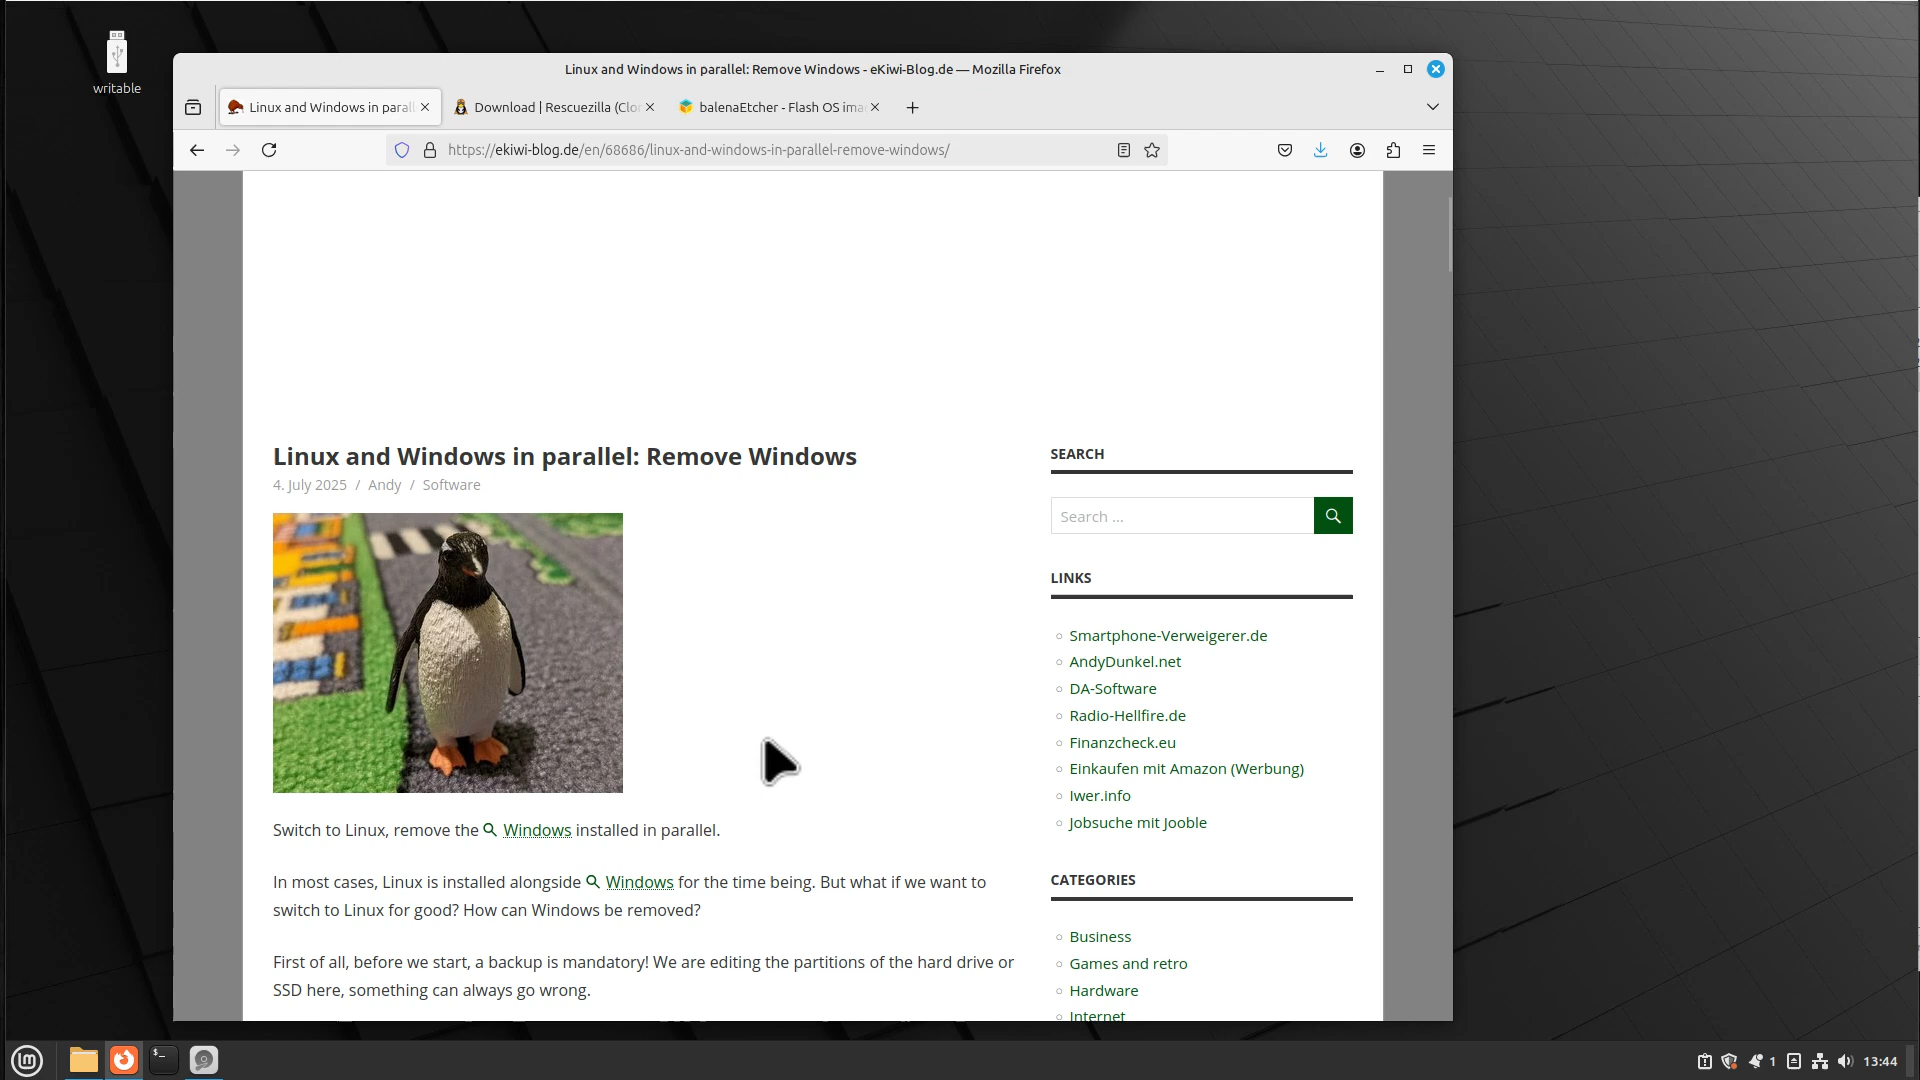 writable
Linux and Windows in parallel: Remove Windows - eKiwi-Blog.de — Mozilla Firefox
Linux and Windows in parall
Download | Rescuezilla (Clo
balenaEtcher - Flash OS ima
https://ekiwi-blog.de/en/68686/linux-and-windows-in-parallel-remove-windows/
Linux and Windows in parallel: Remove Windows
4. July 2025 / Andy / Software
Switch to Linux, remove the Windows installed in parallel.
In most cases, Linux is installed alongside Windows for the time being. But what if we want to
switch to Linux for good? How can Windows be removed?
First of all, before we start, a backup is mandatory! We are editing the partitions of the hard drive or
SSD here, something can always go wrong.
SEARCH
Search ...
LINKS
Smartphone-Verweigerer.de
AndyDunkel.net
DA-Software
Radio-Hellfire.de
Finanzcheck.eu
Einkaufen mit Amazon (Werbung)
Iwer.info
Jobsuche mit Jooble
CATEGORIES
Business
Games and retro
Hardware
Internet
1
13:44